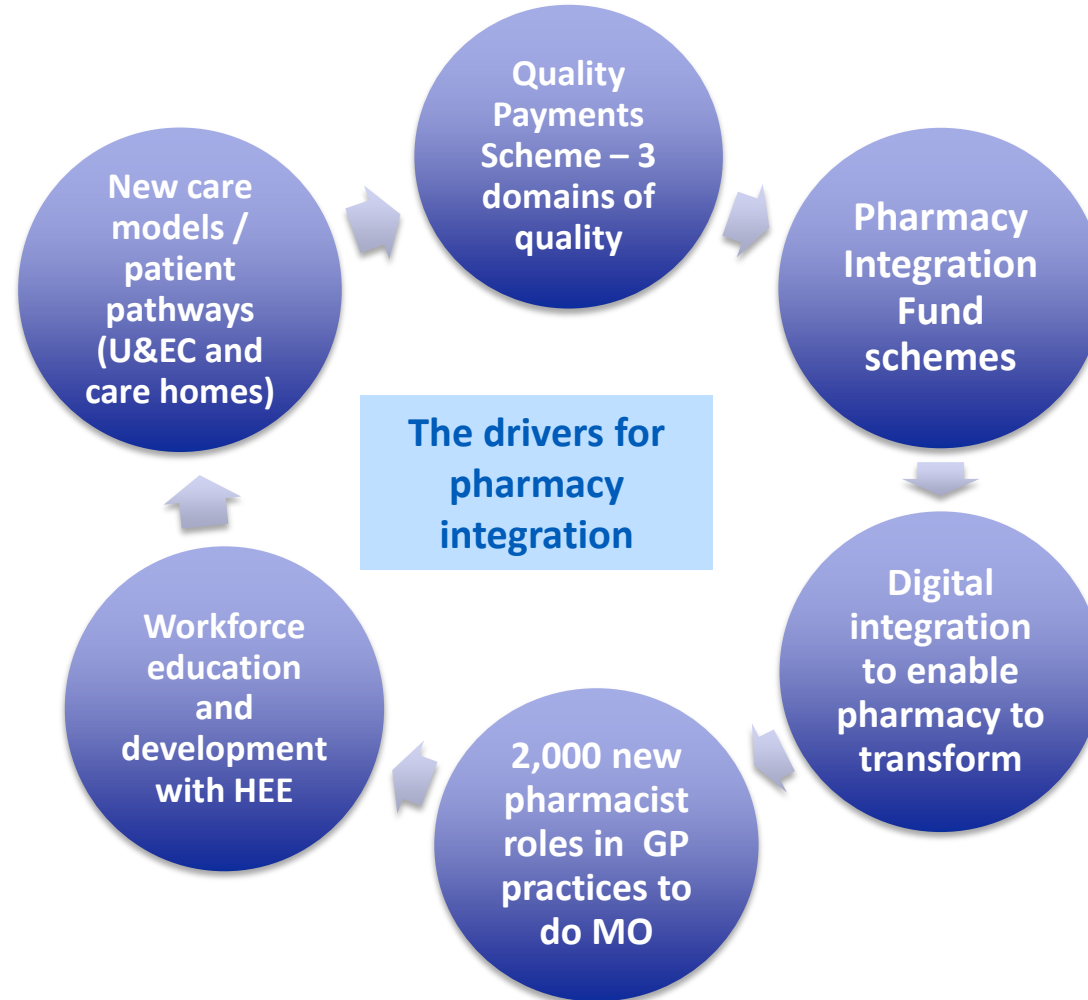 Quality
Payments
Scheme – 3
domains of
quality
Pharmacy
Integration
Fund
schemes
Digital
integration
to enable
pharmacy to
transform
2,000 new
pharmacist
roles in GP
practices to
do MO
Workforce
education
and
development
with HEE
New care
models /
patient
pathways
(U&EC and
care homes)
The drivers for
pharmacy
integration